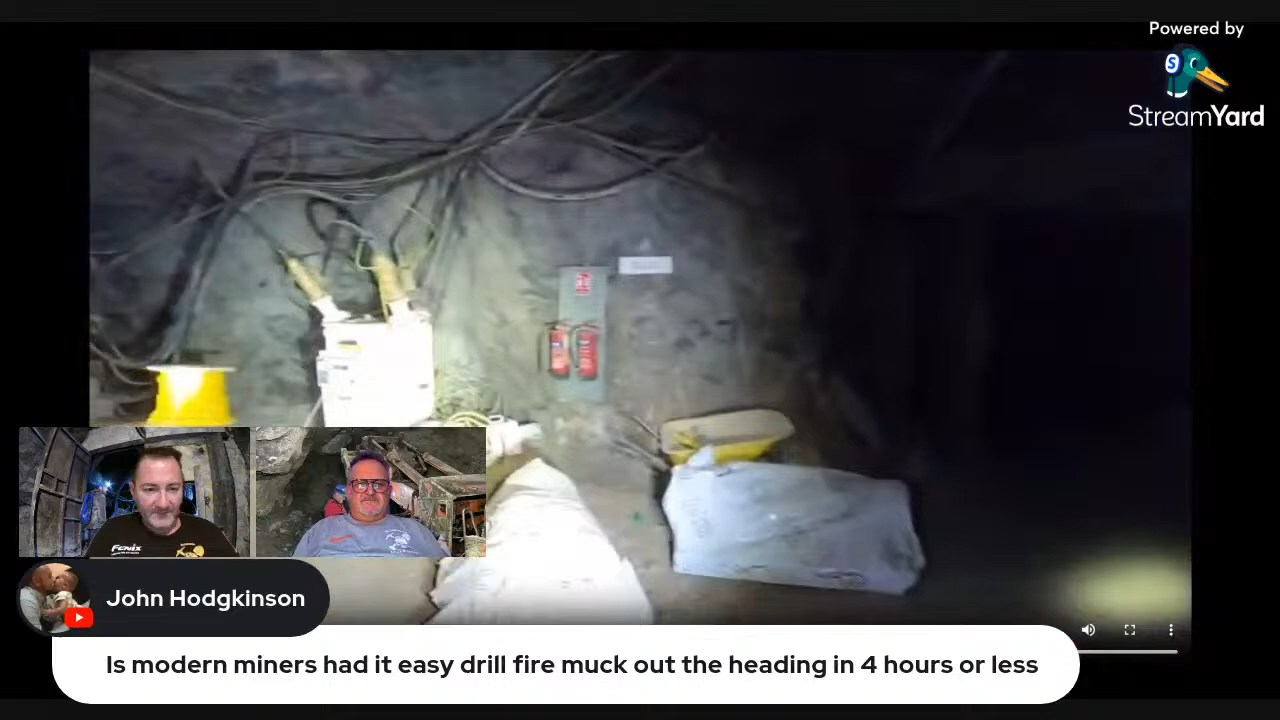 Powered by
StreamYard
FENIX
John Hodgkinson
Is modern miners had it easy drill fire muck out the heading in 4 hours or less